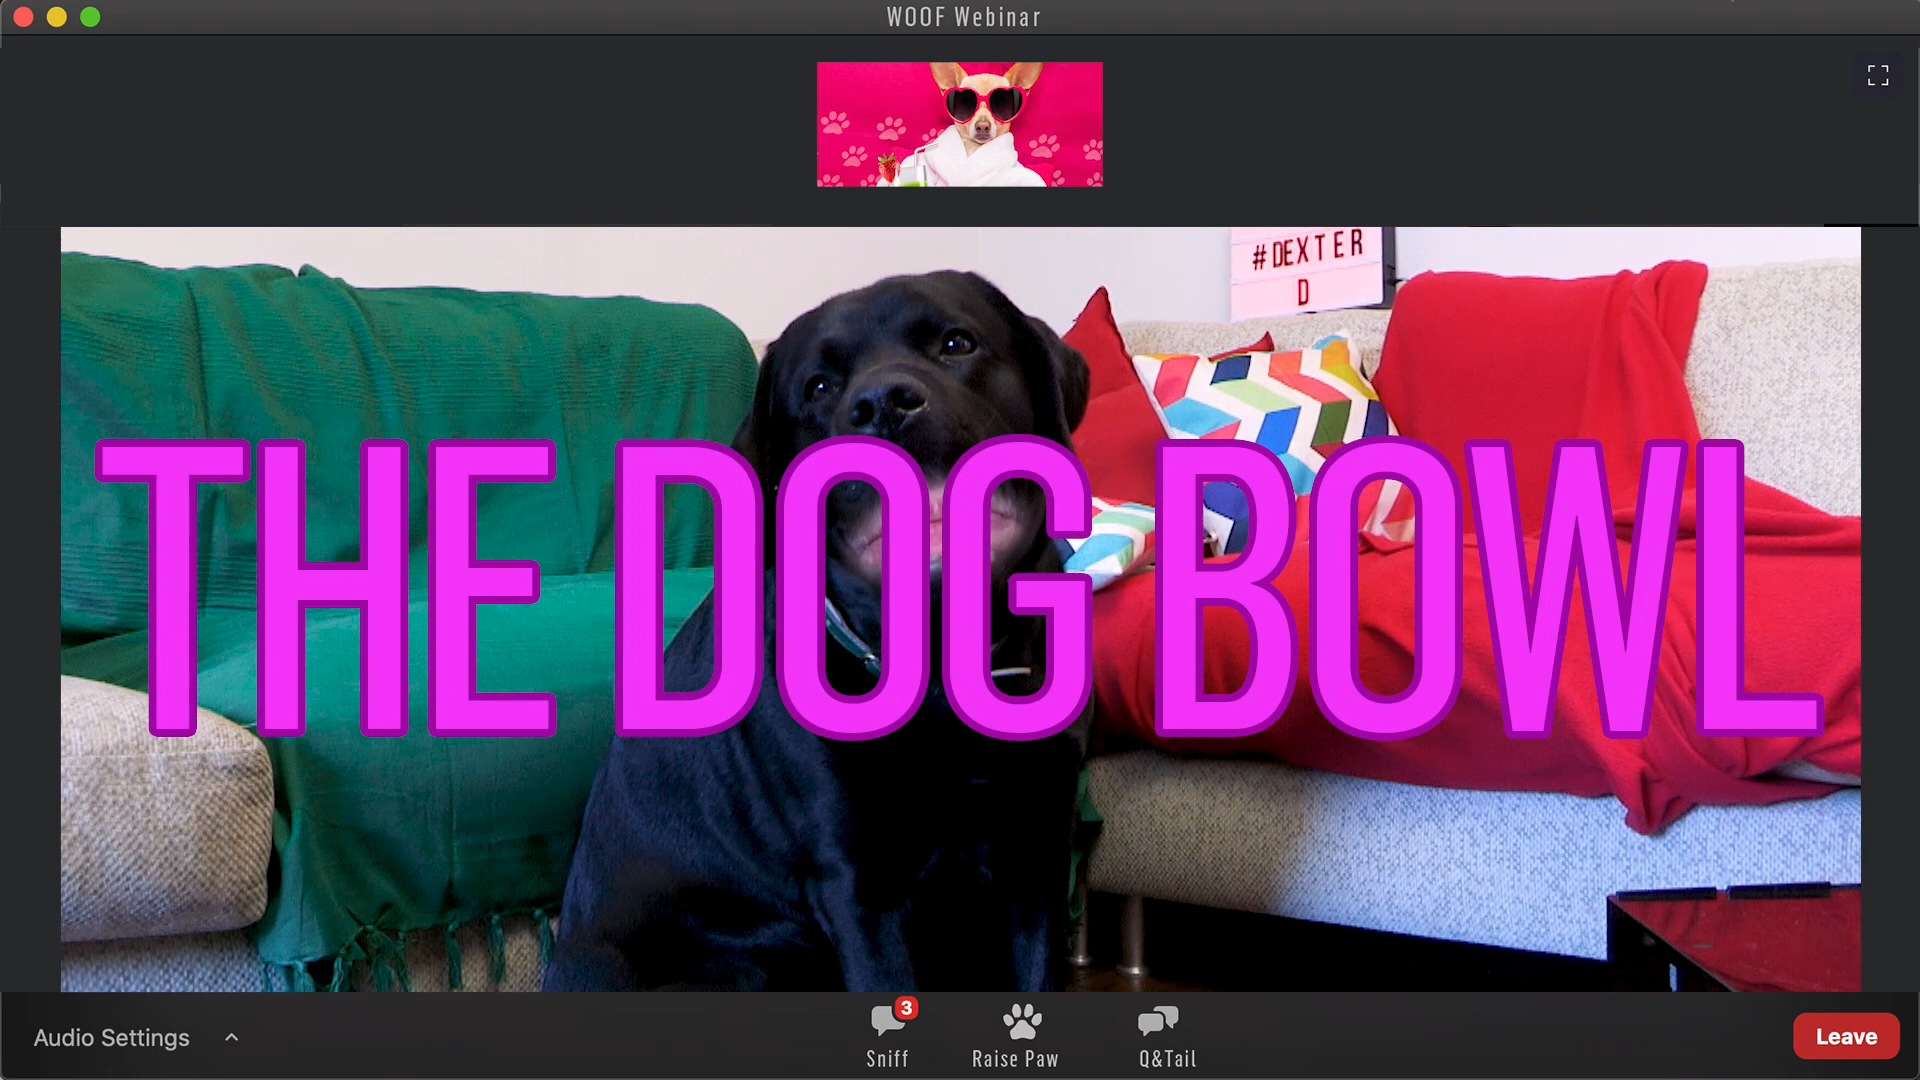 WOOF Webinar
#DEXTER
D
THE DOG BOWL
3
Audio Settings
Sniff
Raise Paw
Q&Tail
Leave